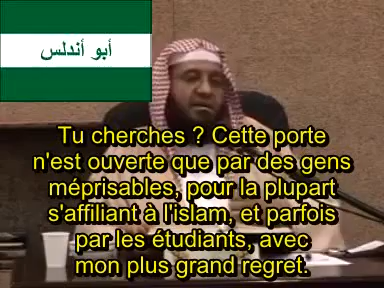 أبو أندلس
Tu cherches ? Cette porte
n'est ouverte que par des gens
méprisables, pour la plupart
s'affiliant à l'islam, et parfois
par les étudiants, avec
mon plus grand regret.